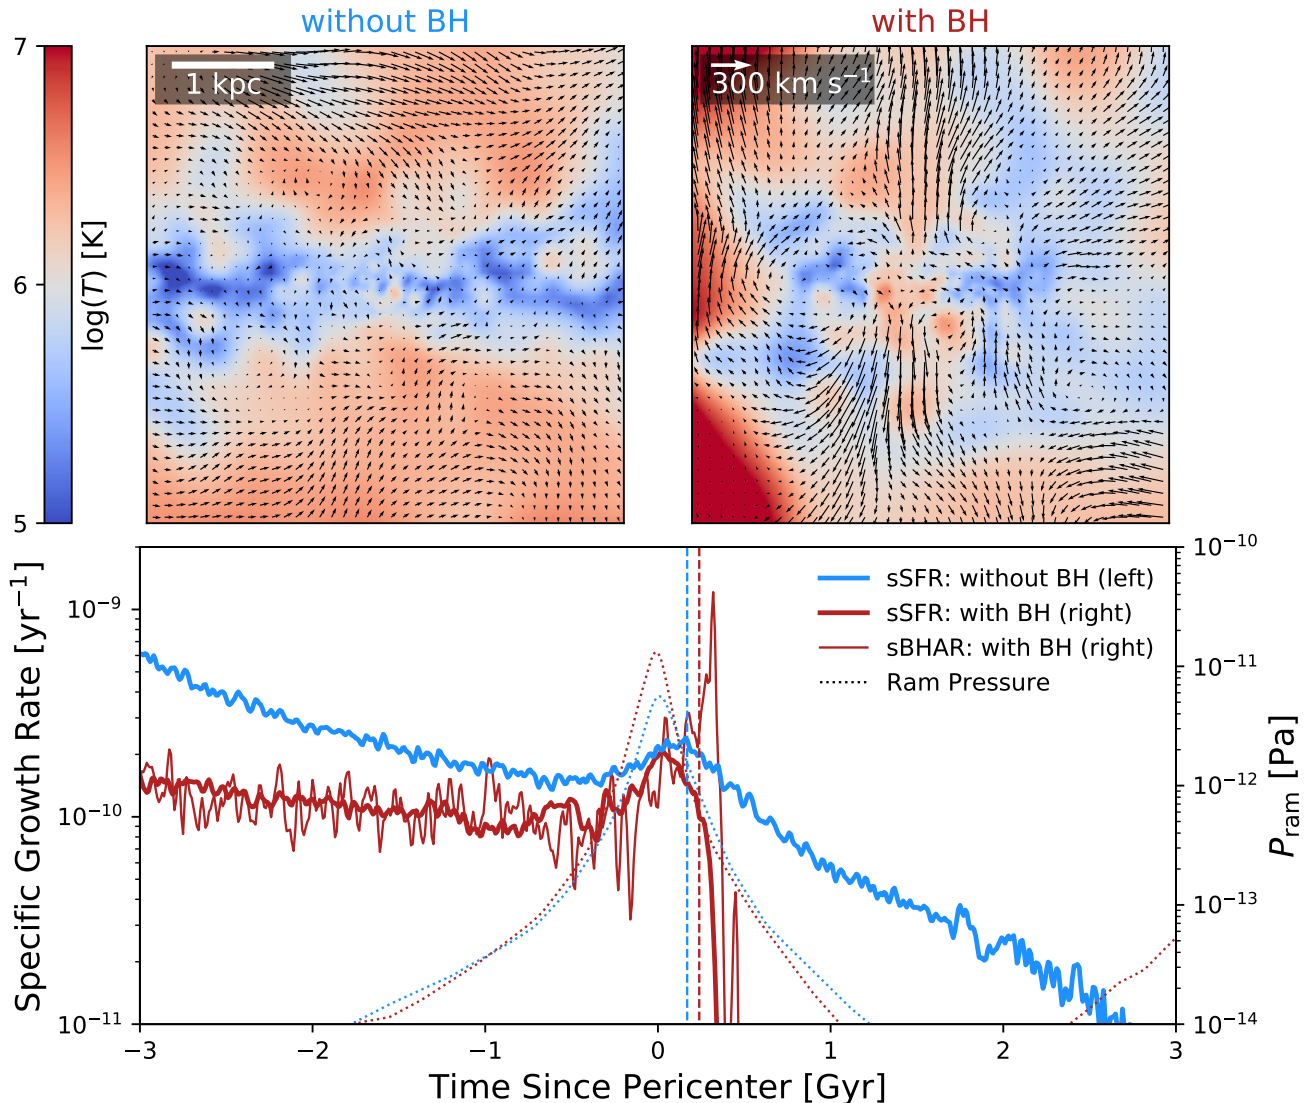 without BH
with BH
7
6
5
log(T) [K]
1 kpc
300 km s⁻¹
sSFR: without BH (left)
sSFR: with BH (right)
sBHAR: with BH (right)
Ram Pressure
Specific Growth Rate [yr⁻¹]
10⁻⁹
10⁻¹⁰
10⁻¹¹
10⁻¹⁰
10⁻¹¹
10⁻¹²
10⁻¹³
10⁻¹⁴
P_ram [Pa]
−3 −2 −1 0 1 2 3
Time Since Pericenter [Gyr]